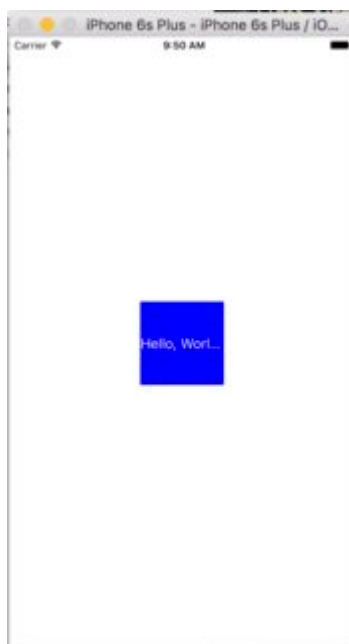 iPhone 6s Plus - iPhone 6s Plus / iO...
Carrier
9:50 AM
Hello, Worl...